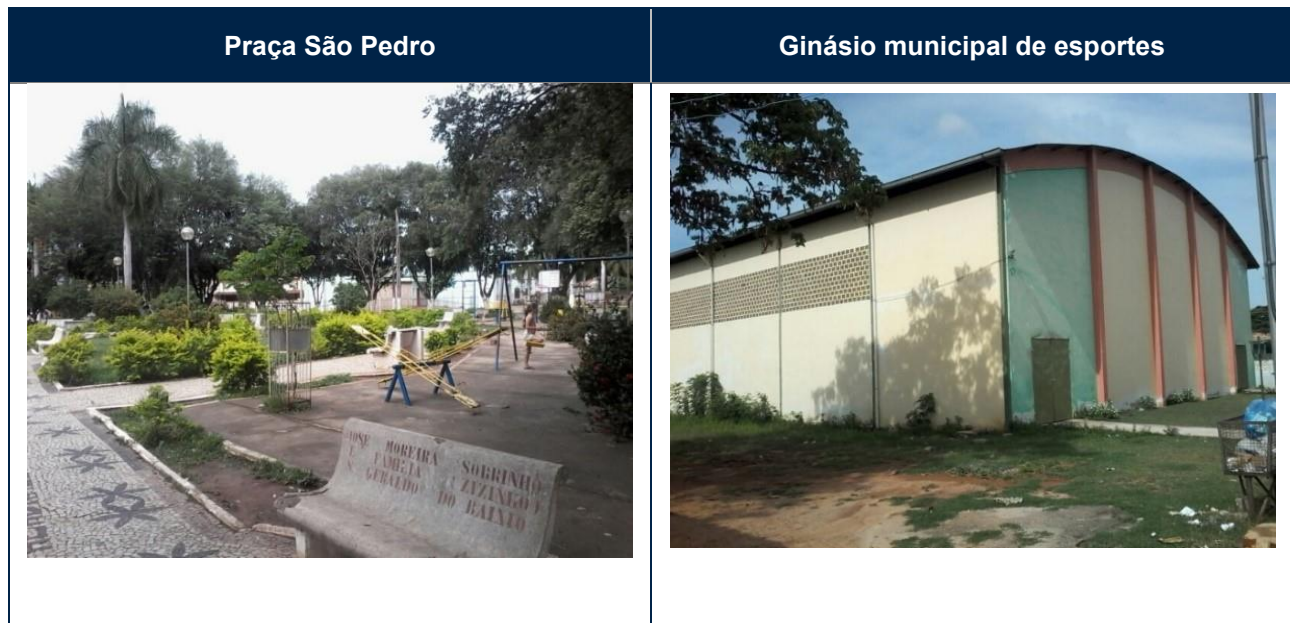 Praça São Pedro
Ginásio municipal de esportes
JOSE MOREIRA SOBRINHO
E FAMILIA
S. GERALDO DO BAIXIO